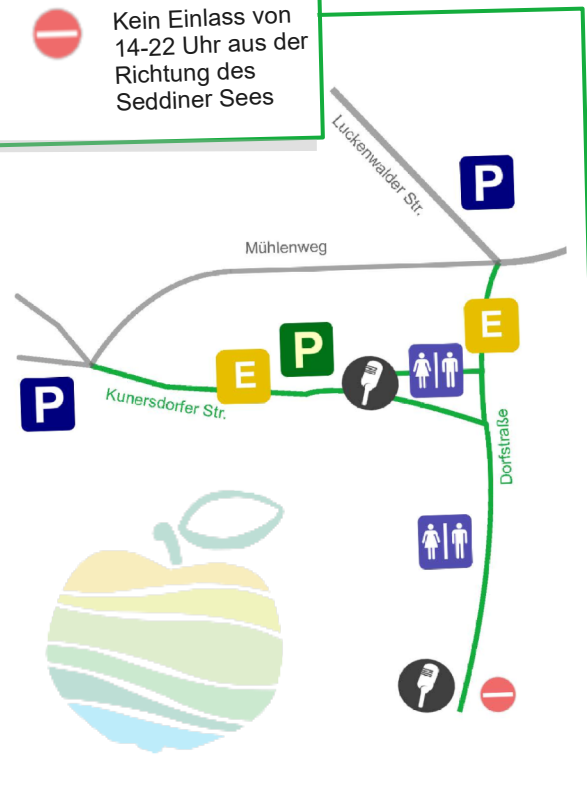 Kein Einlass von
14-22 Uhr aus der
Richtung des
Seddiner Sees
Luckenwalder Str.
P
Mühlenweg
E
P
E
P
Kunersdorfer Str.
Dorfstraße